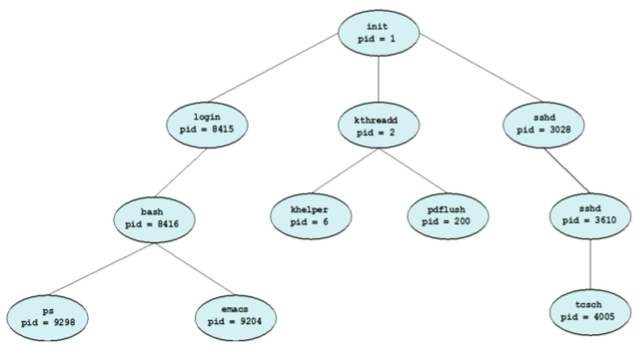 init
pid = 1
login
pid = 8415
kthreadd
pid = 2
sshd
pid = 3028
bash
pid = 8416
khelper
pid = 6
pdflush
pid = 200
sshd
pid = 3610
ps
pid = 9298
emacs
pid = 9204
tcsch
pid = 4005